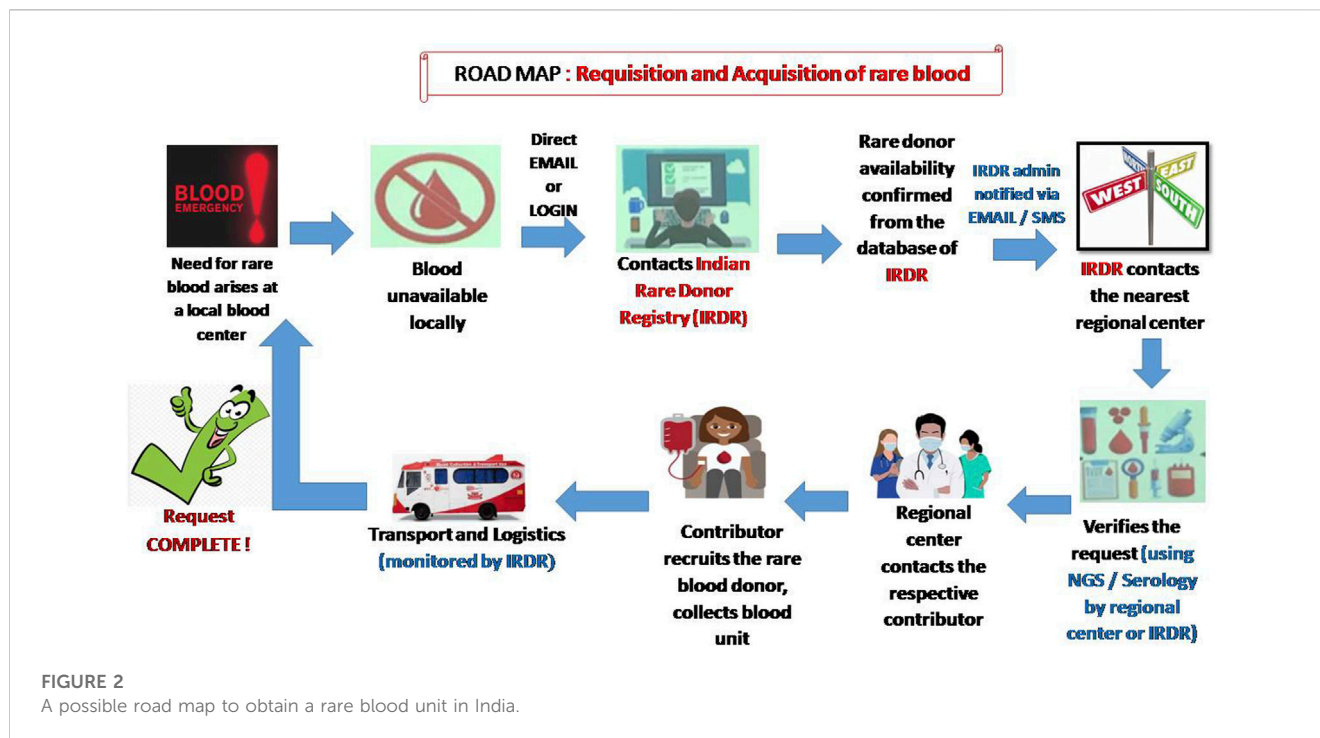 ROAD MAP : Requisition and Acquisition of rare blood
BLOOD
EMERGENCY
Need for rare
blood arises at
a local blood
center
Blood
unavailable
locally
Direct
EMAIL
or
LOGIN
Contacts Indian
Rare Donor
Registry (IRDR)
Rare donor
availability
confirmed
from the
database of
IRDR
IRDR admin
notified via
EMAIL / SMS
NORTH
EAST
WEST
SOUTH
IRDR contacts
the nearest
regional center
Verifies the
request (using
NGS / Serology
by regional
center or IRDR)
Regional
center
contacts the
respective
contributor
Contributor
recruits the rare
blood donor,
collects blood
unit
Transport and Logistics
(monitored by IRDR)
Request
COMPLETE !
FIGURE 2
A possible road map to obtain a rare blood unit in India.